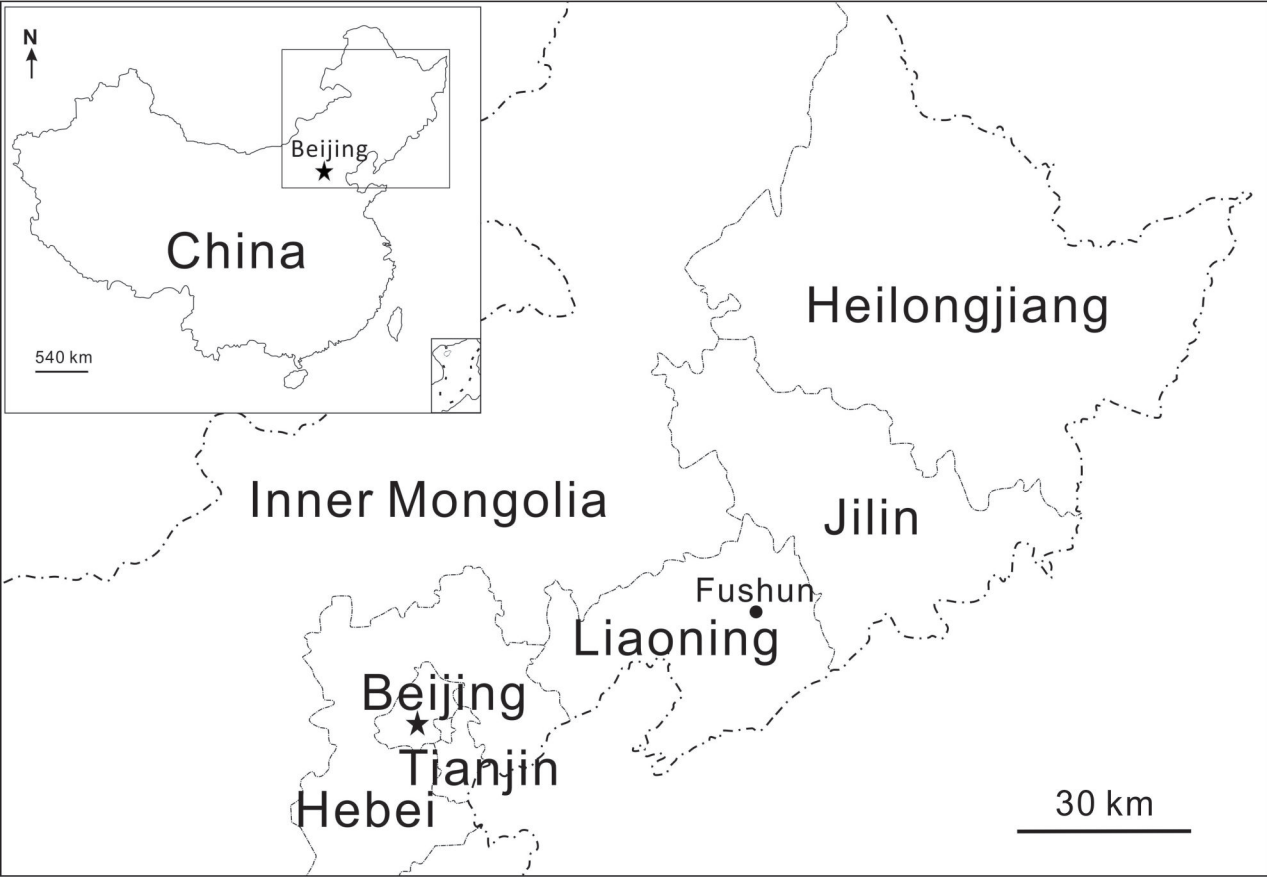 N
Beijing
China
540 km
Heilongjiang
Inner Mongolia
Jilin
Fushun
Liaoning
Beijing
Tianjin
Hebei
30 km